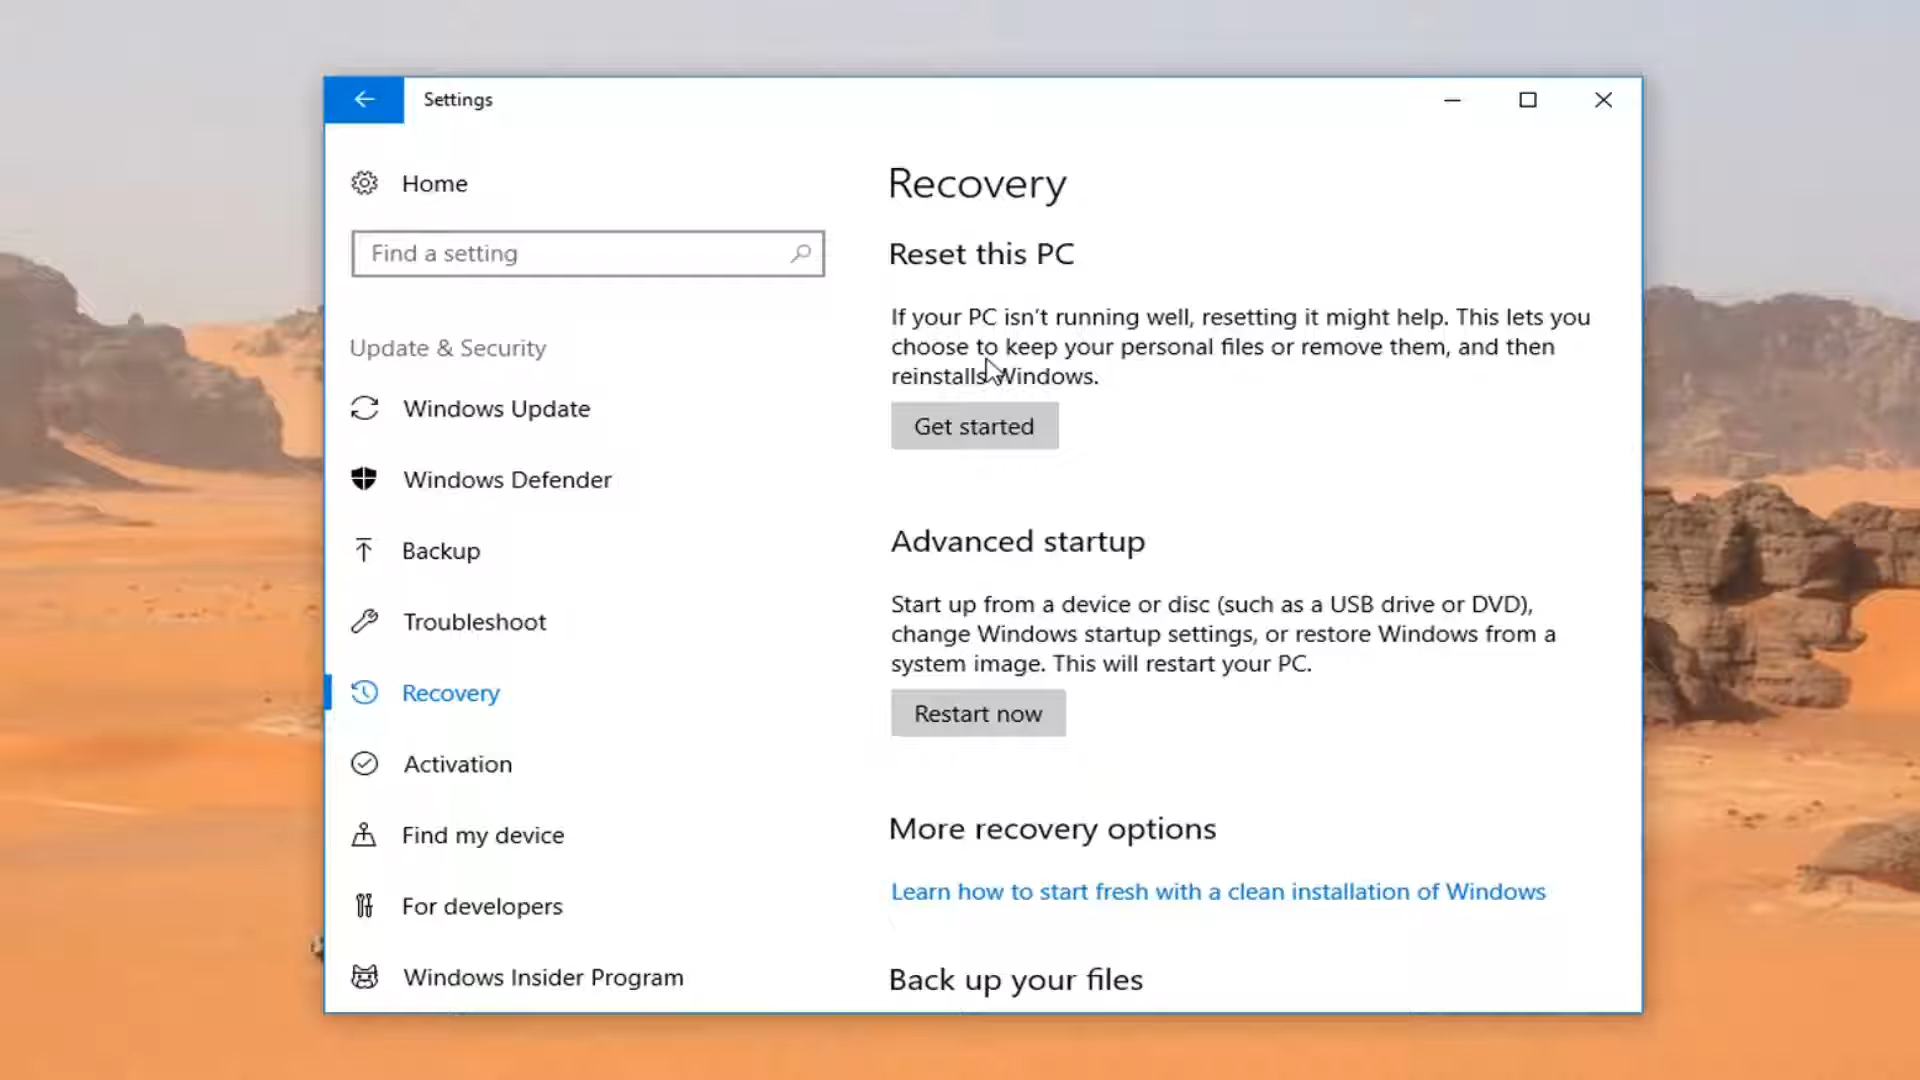 Settings
Home
Find a setting
Update & Security
Windows Update
Windows Defender
Backup
Troubleshoot
Recovery
Activation
Find my device
For developers
Windows Insider Program
Recovery
Reset this PC
If your PC isn't running well, resetting it might help. This lets you
choose to keep your personal files or remove them, and then
reinstalls Windows.
Get started
Advanced startup
Start up from a device or disc (such as a USB drive or DVD),
change Windows startup settings, or restore Windows from a
system image. This will restart your PC.
Restart now
More recovery options
Learn how to start fresh with a clean installation of Windows
Back up your files